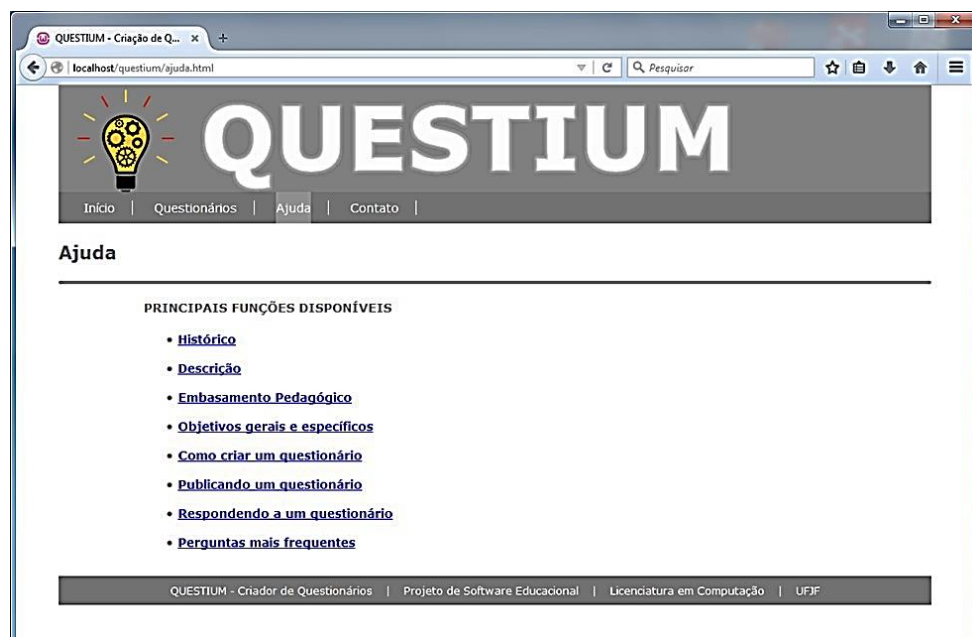 QUESTIUM - Criação de Q...
localhost/questium/ajuda.html
Pesquisar
QUESTIUM
Início | Questionários | Ajuda | Contato |
Ajuda
PRINCIPAIS FUNÇÕES DISPONÍVEIS
• Histórico
• Descrição
• Embasamento Pedagógico
• Objetivos gerais e específicos
• Como criar um questionário
• Publicando um questionário
• Respondendo a um questionário
• Perguntas mais frequentes
QUESTIUM - Criador de Questionários | Projeto de Software Educacional | Licenciatura em Computação | UFJF